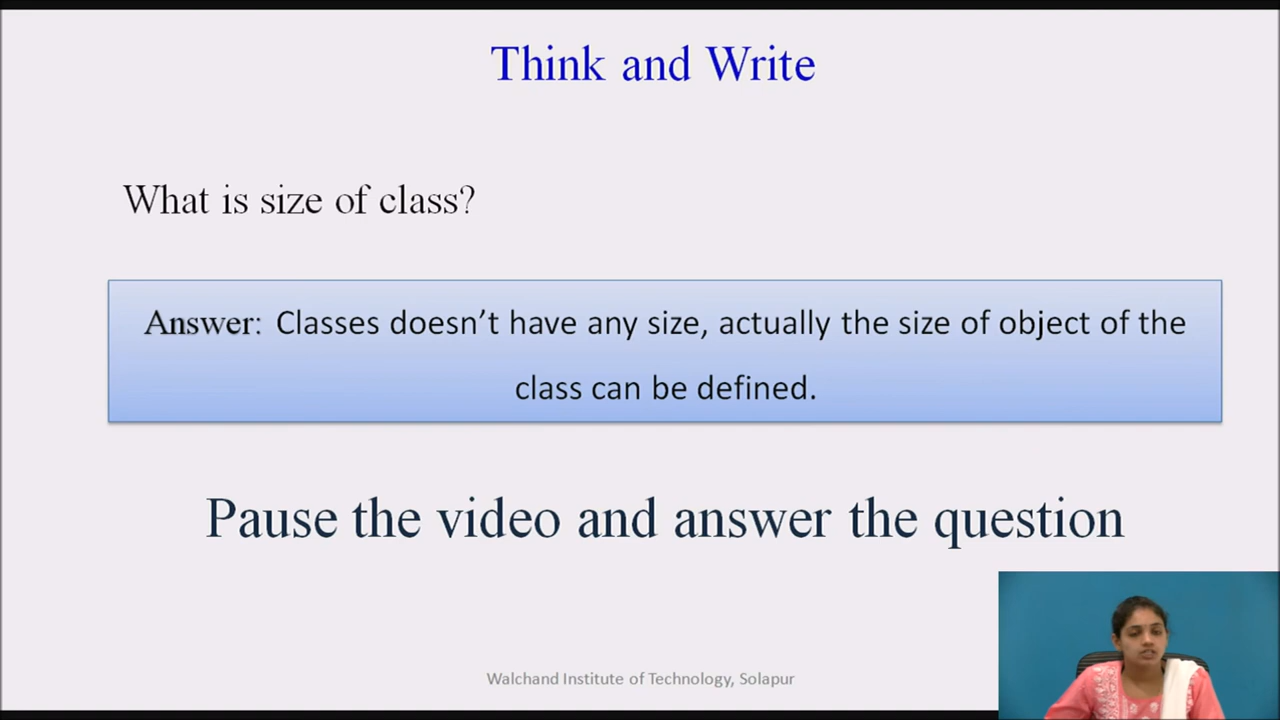 Think and Write
What is size of class?
Answer: Classes doesn’t have any size, actually the size of object of the
class can be defined.
Pause the video and answer the question
Walchand Institute of Technology, Solapur